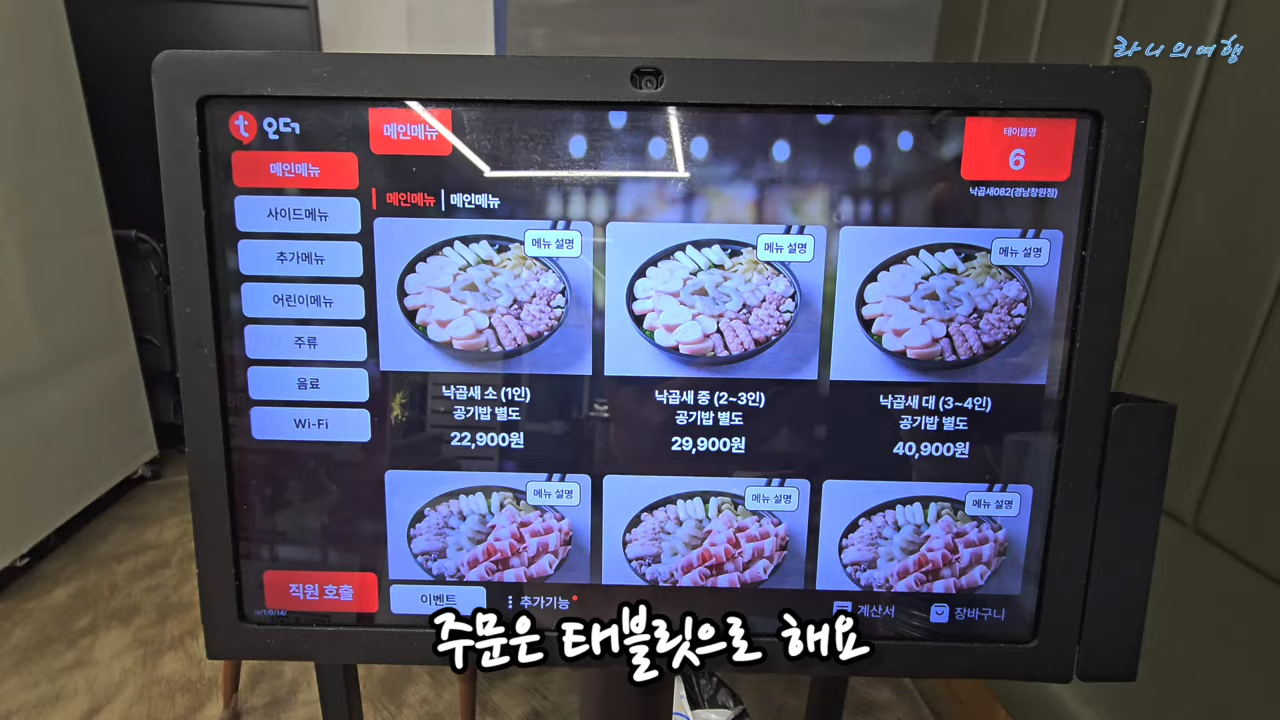 라니의여행
t오더
메인메뉴
테이블명
6
낙곱새082(경남창원점)
메인메뉴
사이드메뉴
추가메뉴
어린이메뉴
주류
음료
Wi-Fi
직원 호출
메인메뉴 메인메뉴
메뉴 설명
낙곱새 소 (1인)
공기밥 별도
22,900원
메뉴 설명
낙곱새 중 (2~3인)
공기밥 별도
29,900원
메뉴 설명
낙곱새 대 (3~4인)
공기밥 별도
40,900원
메뉴 설명
메뉴 설명
메뉴 설명
이벤트
추가기능
계산서
장바구니
주문은 태블릿으로 해요